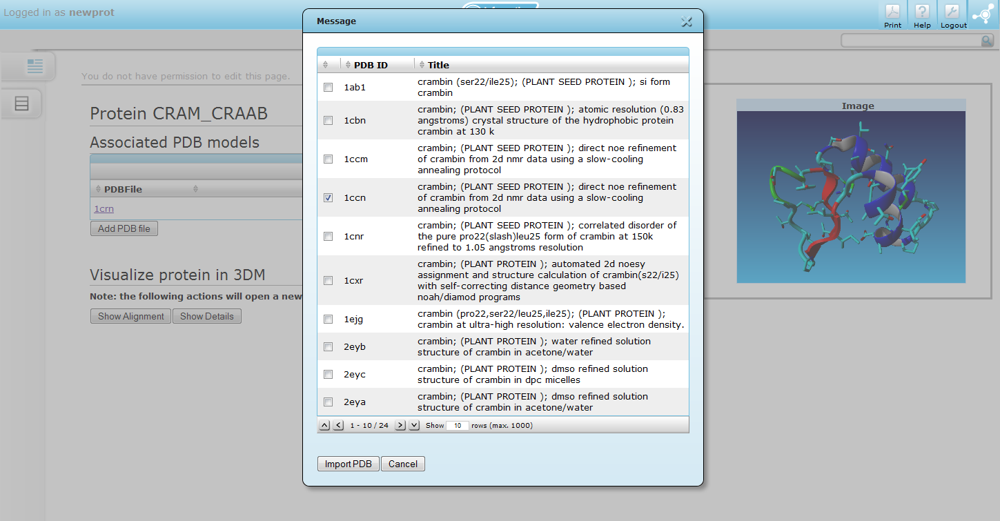 Logged in as newprot
Print Help Logout
You do not have permission to edit this page.
Protein CRAM_CRAAB
Associated PDB models
PDBFile
1crn
Add PDB file
Visualize protein in 3DM
Note: the following actions will open a new
Show Alignment Show Details
Message
PDB ID Title
1ab1 crambin (ser22/ile25); (PLANT SEED PROTEIN ); si form
crambin
1cbn crambin; (PLANT SEED PROTEIN ); atomic resolution (0.83
angstroms) crystal structure of the hydrophobic protein
crambin at 130 k
1ccm crambin; (PLANT SEED PROTEIN ); direct noe refinement
of crambin from 2d nmr data using a slow-cooling
annealing protocol
1ccn crambin; (PLANT SEED PROTEIN ); direct noe refinement
of crambin from 2d nmr data using a slow-cooling
annealing protocol
1cnr crambin; (PLANT SEED PROTEIN ); correlated disorder of
the pure pro22(slash)leu25 form of crambin at 150k
refined to 1.05 angstroms resolution
1cxr crambin; (PLANT PROTEIN ); automated 2d noesy
assignment and structure calculation of crambin(s22/i25)
with self-correcting distance geometry based
noah/diamod programs
1ejg crambin (pro22,ser22/leu25,ile25); (PLANT PROTEIN );
crambin at ultra-high resolution: valence electron density.
2eyb crambin; (PLANT PROTEIN ); water refined solution
structure of crambin in acetone/water
2eyc crambin; (PLANT PROTEIN ); dmso refined solution
structure of crambin in dpc micelles
2eya crambin; (PLANT PROTEIN ); dmso refined solution
structure of crambin in acetone/water
1 - 10 / 24 Show 10 rows (max. 1000)
Import PDB Cancel
Image